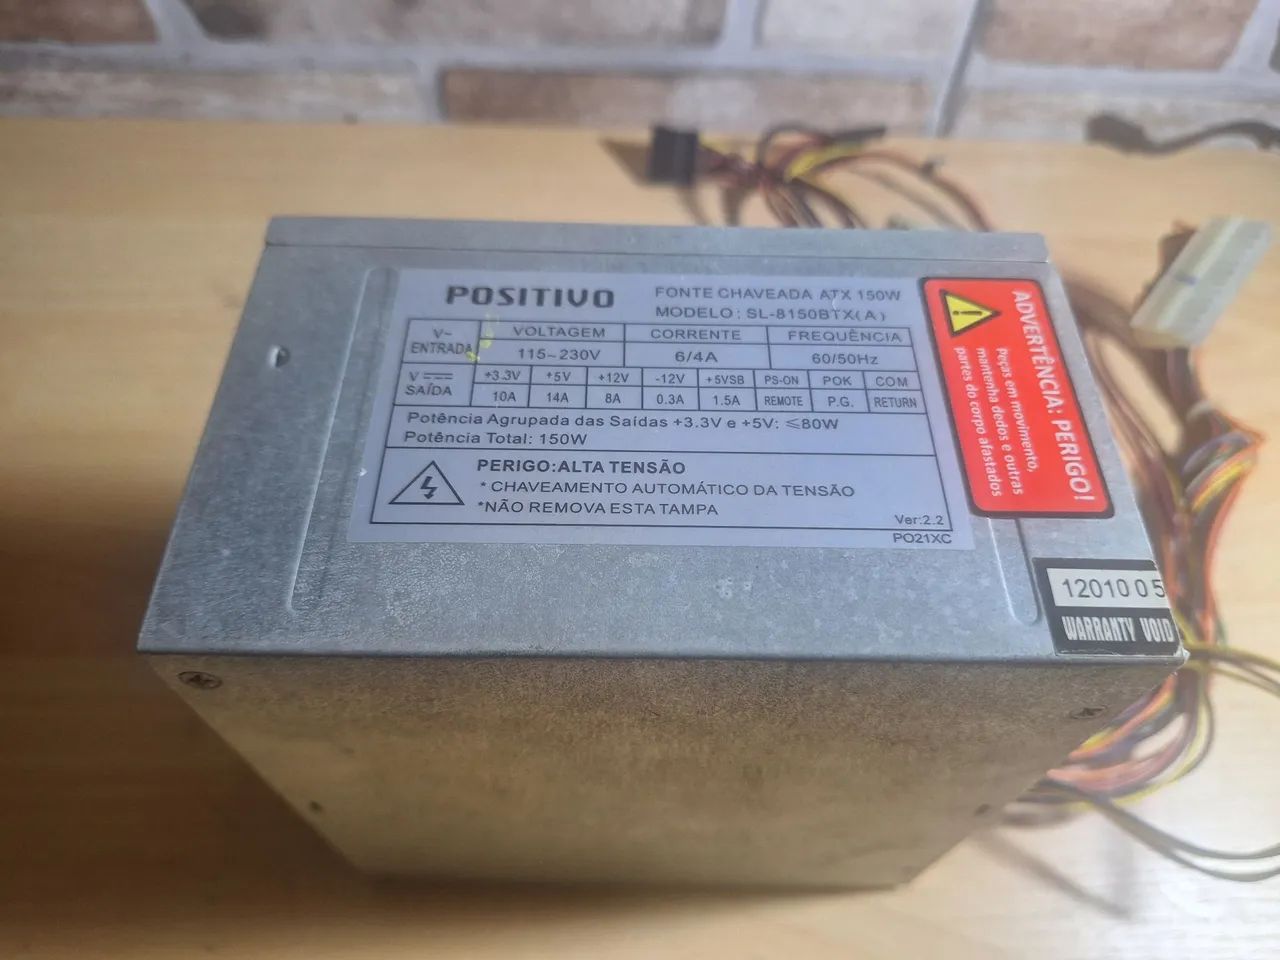 POSITIVO
FONTE CHAVEADA ATX 150W
MODELO: SL-8150BTX(A)
V~ ENTRADA VOLTAGEM CORRENTE FREQUÊNCIA
115~230V 6/4A 60/50Hz
V SAÍDA +3.3V +5V +12V -12V +5VSB PS-ON POK COM
10A 14A 8A 0.3A 1.5A REMOTE P.G. RETURN
Potência Agrupada das Saídas +3.3V e +5V: ≤80W
Potência Total: 150W
PERIGO:ALTA TENSÃO
* CHAVEAMENTO AUTOMÁTICO DA TENSÃO
*NÃO REMOVA ESTA TAMPA
Ver:2.2
PO21XC
ADVERTÊNCIA: PERIGO!
Peças em movimento,
mantenha dedos e outras
partes do corpo afastados
1201005
WARRANTY VOID